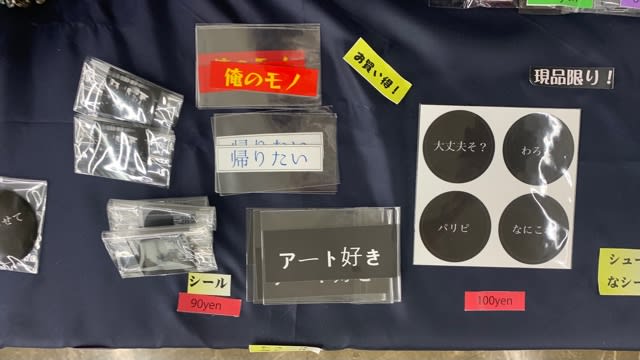 俺のモノ
お買い得！
現品限り！
帰りたい
アート好き
大丈夫そ？
わろ
パリピ
なにこ
せて
シール
90yen
100yen
シュー
なシー